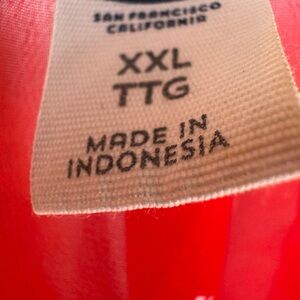 SAN FRANCISCO
CALIFORNIA
XXL
TTG
MADE IN
INDONESIA